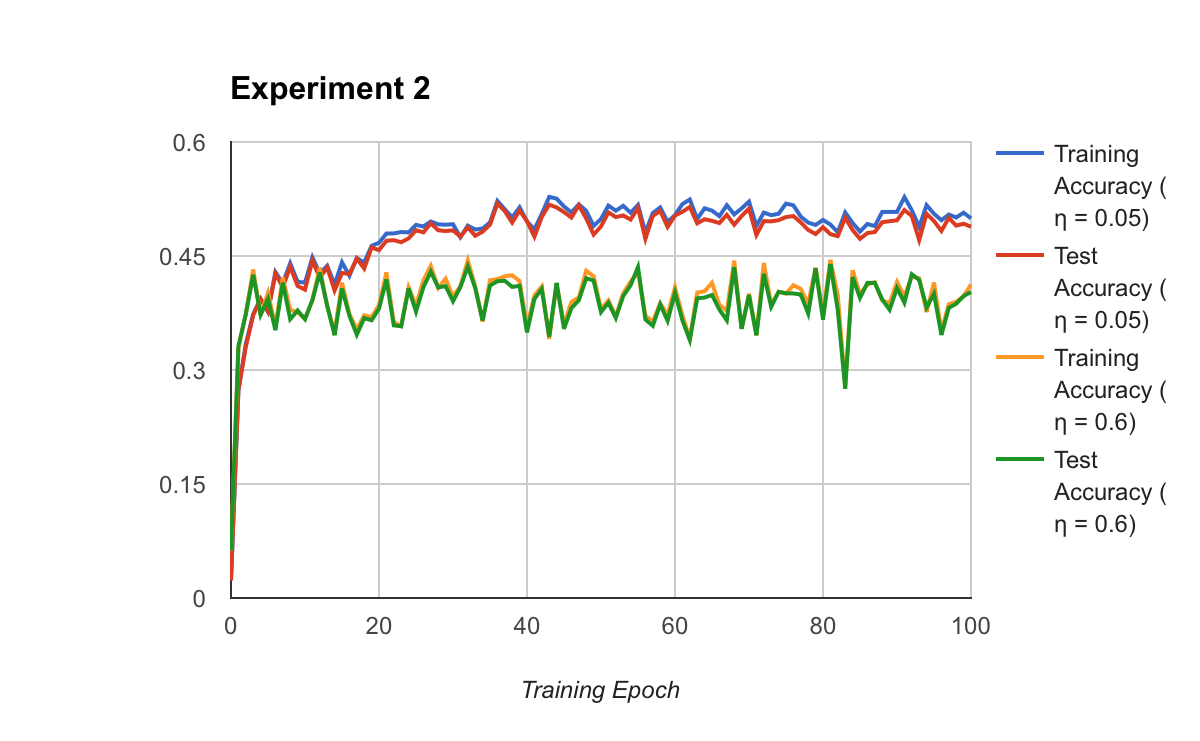 Experiment 2
0.6
0.45
0.3
0.15
0
0 20 40 60 80 100
Training Epoch
Training
Accuracy (
η = 0.05)
Test
Accuracy (
η = 0.05)
Training
Accuracy (
η = 0.6)
Test
Accuracy (
η = 0.6)